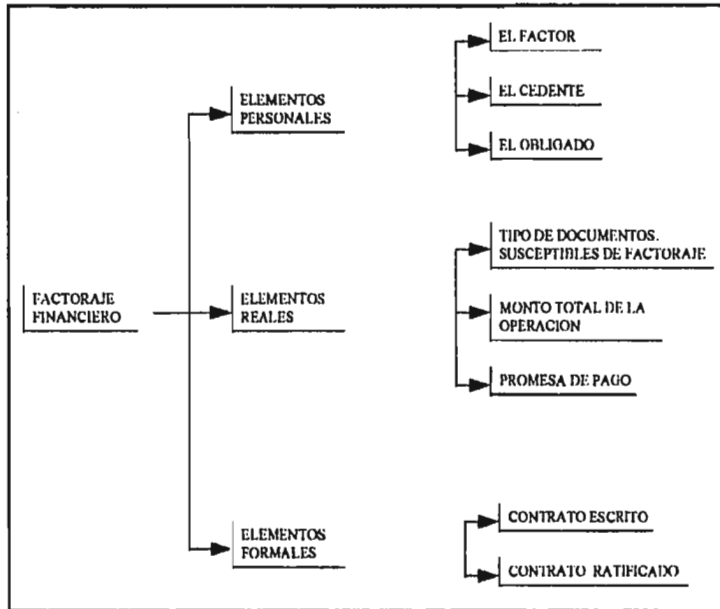 FACTORAJE
FINANCIERO
ELEMENTOS
PERSONALES
EL FACTOR
EL CEDENTE
EL OBLIGADO
ELEMENTOS
REALES
TIPO DE DOCUMENTOS.
SUSCEPTIBLES DE FACTORAJE
MONTO TOTAL DE LA
OPERACION
PROMESA DE PAGO
ELEMENTOS
FORMALES
CONTRATO ESCRITO
CONTRATO RATIFICADO